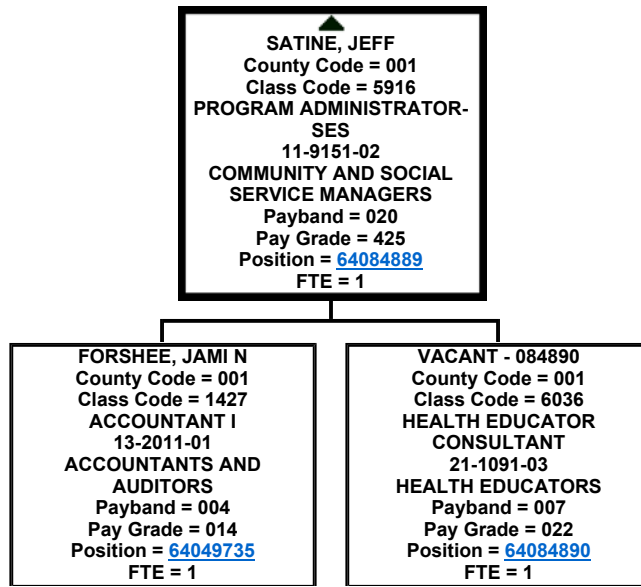 SATINE, JEFF
County Code = 001
Class Code = 5916
PROGRAM ADMINISTRATOR-
SES
11-9151-02
COMMUNITY AND SOCIAL
SERVICE MANAGERS
Payband = 020
Pay Grade = 425
Position = 64084889
FTE = 1
FORSHEE, JAMI N
County Code = 001
Class Code = 1427
ACCOUNTANT I
13-2011-01
ACCOUNTANTS AND
AUDITORS
Payband = 004
Pay Grade = 014
Position = 64049735
FTE = 1
VACANT - 084890
County Code = 001
Class Code = 6036
HEALTH EDUCATOR
CONSULTANT
21-1091-03
HEALTH EDUCATORS
Payband = 007
Pay Grade = 022
Position = 64084890
FTE = 1